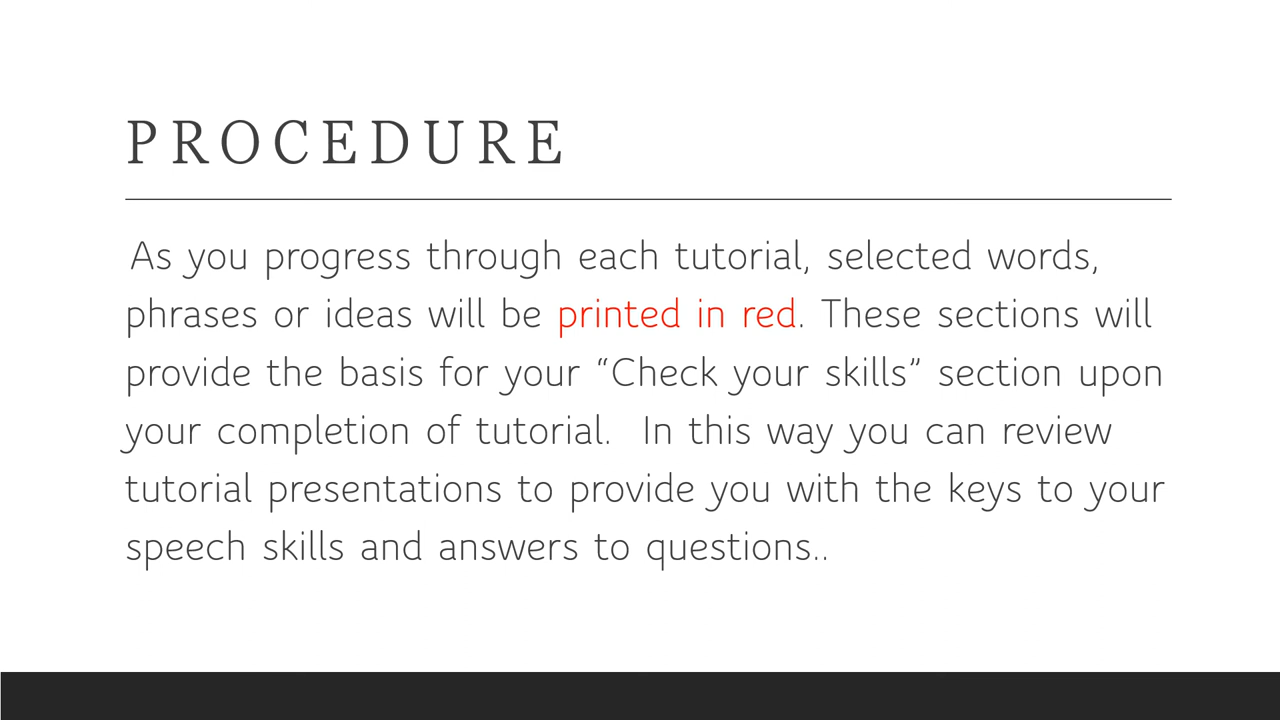 PROCEDURE
As you progress through each tutorial, selected words,
phrases or ideas will be printed in red. These sections will
provide the basis for your “Check your skills” section upon
your completion of tutorial.  In this way you can review
tutorial presentations to provide you with the keys to your
speech skills and answers to questions..